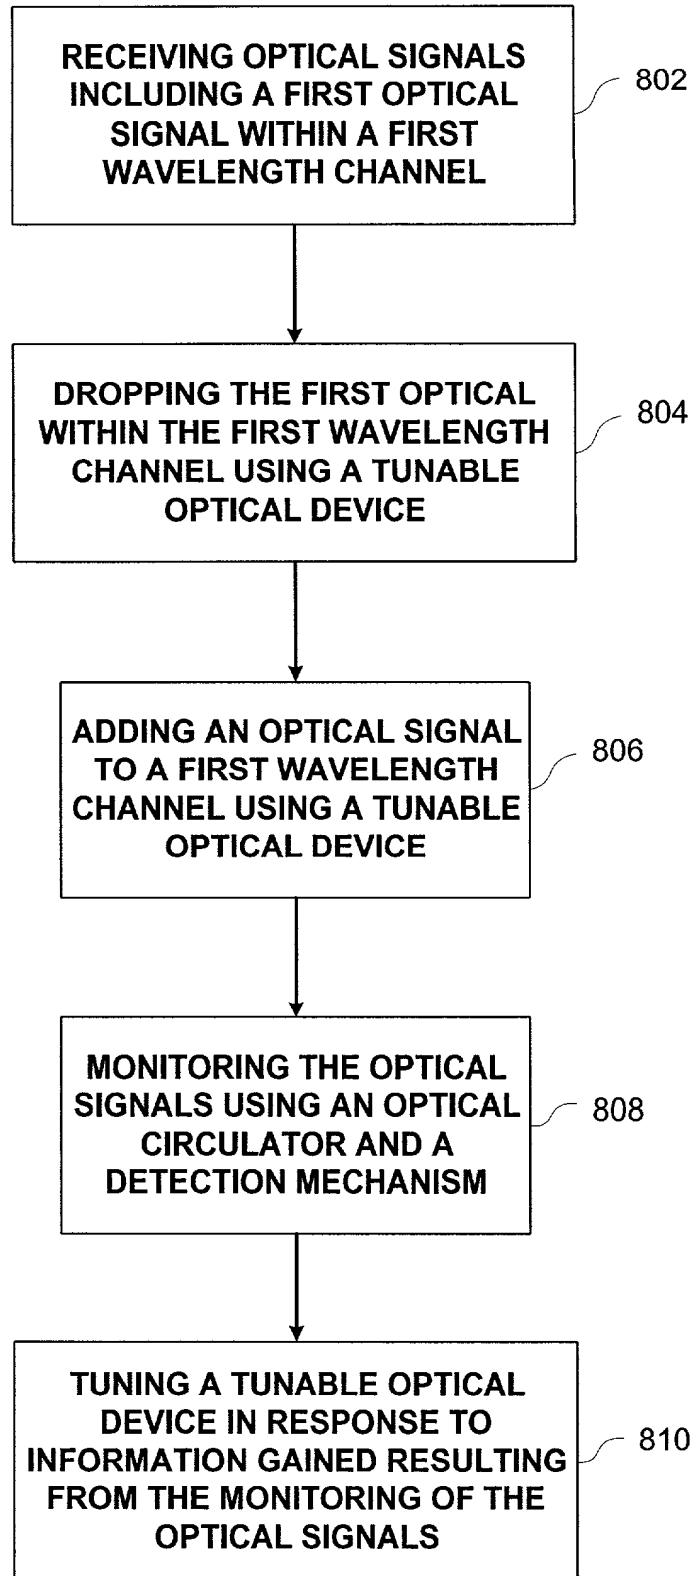 RECEIVING OPTICAL SIGNALS
INCLUDING A FIRST OPTICAL
SIGNAL WITHIN A FIRST
WAVELENGTH CHANNEL
802
DROPPING THE FIRST OPTICAL
WITHIN THE FIRST WAVELENGTH
CHANNEL USING A TUNABLE
OPTICAL DEVICE
804
ADDING AN OPTICAL SIGNAL
TO A FIRST WAVELENGTH
CHANNEL USING A TUNABLE
OPTICAL DEVICE
806
MONITORING THE OPTICAL
SIGNALS USING AN OPTICAL
CIRCULATOR AND A
DETECTION MECHANISM
808
TUNING A TUNABLE OPTICAL
DEVICE IN RESPONSE TO
INFORMATION GAINED RESULTING
FROM THE MONITORING OF THE
OPTICAL SIGNALS
810